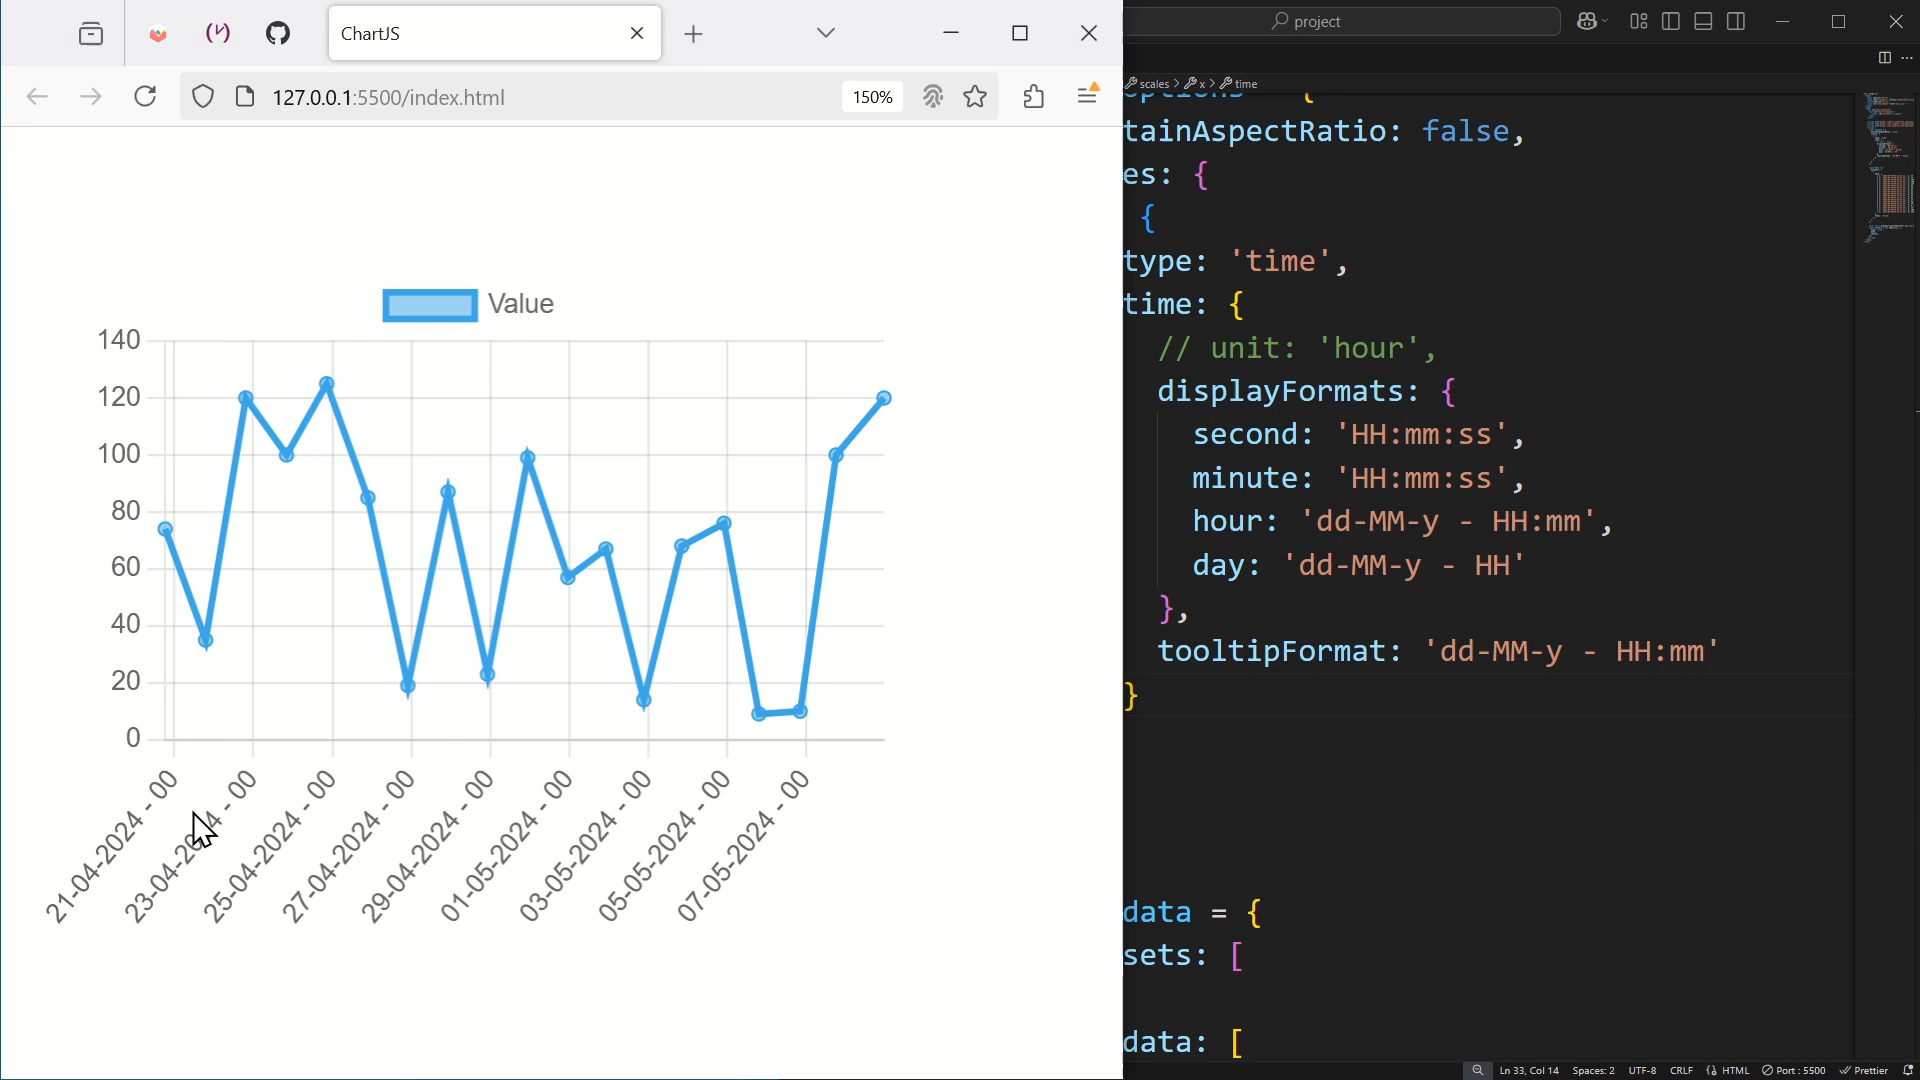 ChartJS
127.0.0.1:5500/index.html
150%
Value
140
120
100
80
60
40
20
0
21-04-2024 - 00
23-04-2024 - 00
25-04-2024 - 00
27-04-2024 - 00
29-04-2024 - 00
01-05-2024 - 00
03-05-2024 - 00
05-05-2024 - 00
07-05-2024 - 00
project
scales > x > time
tainAspectRatio: false,
es: {
{
type: 'time',
time: {
// unit: 'hour',
displayFormats: {
second: 'HH:mm:ss',
minute: 'HH:mm:ss',
hour: 'dd-MM-y - HH:mm',
day: 'dd-MM-y - HH'
},
tooltipFormat: 'dd-MM-y - HH:mm'
}
data = {
sets: [
data: [
Ln 33, Col 14 Spaces: 2 UTF-8 CRLF {} HTML Port : 5500 Prettier